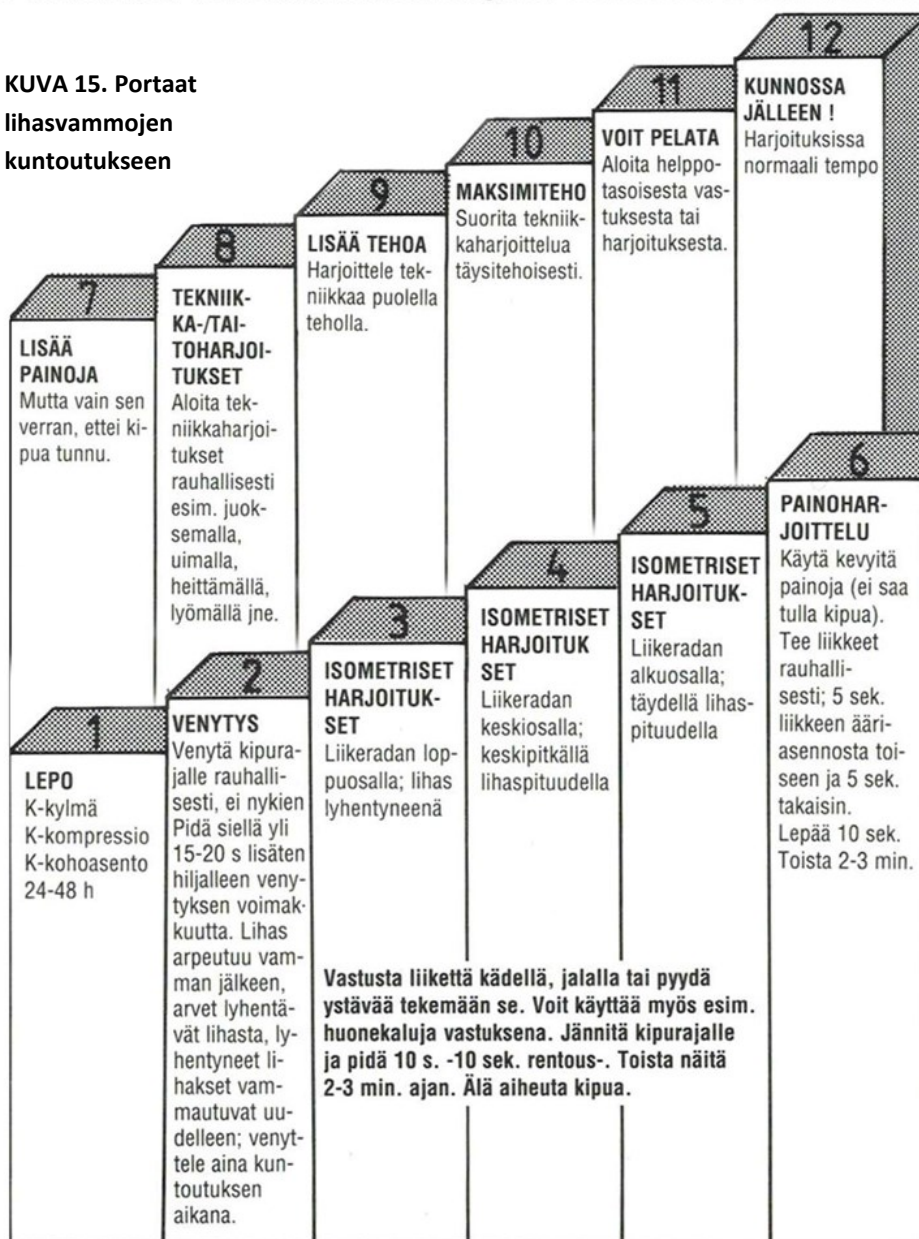 KUVA 15. Portaat
lihasvammojen
kuntoutukseen
1
LEPO
K-kylmä
K-kompressio
K-kohoasento
24-48 h
2
VENYTYS
Venytä kipura-
jalle rauhalli-
sesti, ei nykien
Pidä siellä yli
15-20 s lisäten
hiljalleen veny-
tyksen voimak-
kuutta. Lihas
arpeutuu vam-
man jälkeen,
arvet lyhentä-
vät lihasta, ly-
hentyneet li-
hakset vam-
mautuvat uu-
delleen; venyt-
tele aina kun-
toutuksen
aikana.
3
ISOMETRISET
HARJOITUK-
SET
Liikeradan lop-
puosalla; lihas
lyhentyneenä
4
ISOMETRISET
HARJOITUK
SET
Liikeradan
keskiosalla;
keskipitkällä
lihaspituudella
5
ISOMETRISET
HARJOITUK-
SET
Liikeradan
alkuosalla;
täydellä lihas-
pituudella
Vastusta liikettä kädellä, jalalla tai pyydä
ystävää tekemään se. Voit käyttää myös esim.
huonekaluja vastuksena. Jännitä kipurajalle
ja pidä 10 s. -10 sek. rentous-. Toista näitä
2-3 min. ajan. Älä aiheuta kipua.
6
PAINOHAR-
JOITTELU
Käytä kevyitä
painoja (ei saa
tulla kipua).
Tee liikkeet
rauhalli-
sesti; 5 sek.
liikkeen ääri-
asennosta toi-
seen ja 5 sek.
takaisin.
Lepää 10 sek.
Toista 2-3 min.
7
LISÄÄ
PAINOJA
Mutta vain sen
verran, ettei ki-
pua tunnu.
8
TEKNIIK-
KA-/TAI-
TOHARJOI-
TUKSET
Aloita tek-
niikkaharjoi-
tukset
rauhallisesti
esim. juok-
semalla,
uimalla,
heittämällä,
lyömällä jne.
9
LISÄÄ TEHOA
Harjoittele tek-
niikkaa puolella
teholla.
10
MAKSIMITEHO
Suorita tekniik-
kaharjoittelua
täysitehoisesti.
11
VOIT PELATA
Aloita helppo-
tasoisesta vas-
tuksesta tai
harjoituksesta.
12
KUNNOSSA
JÄLLEEN !
Harjoituksissa
normaali tempo